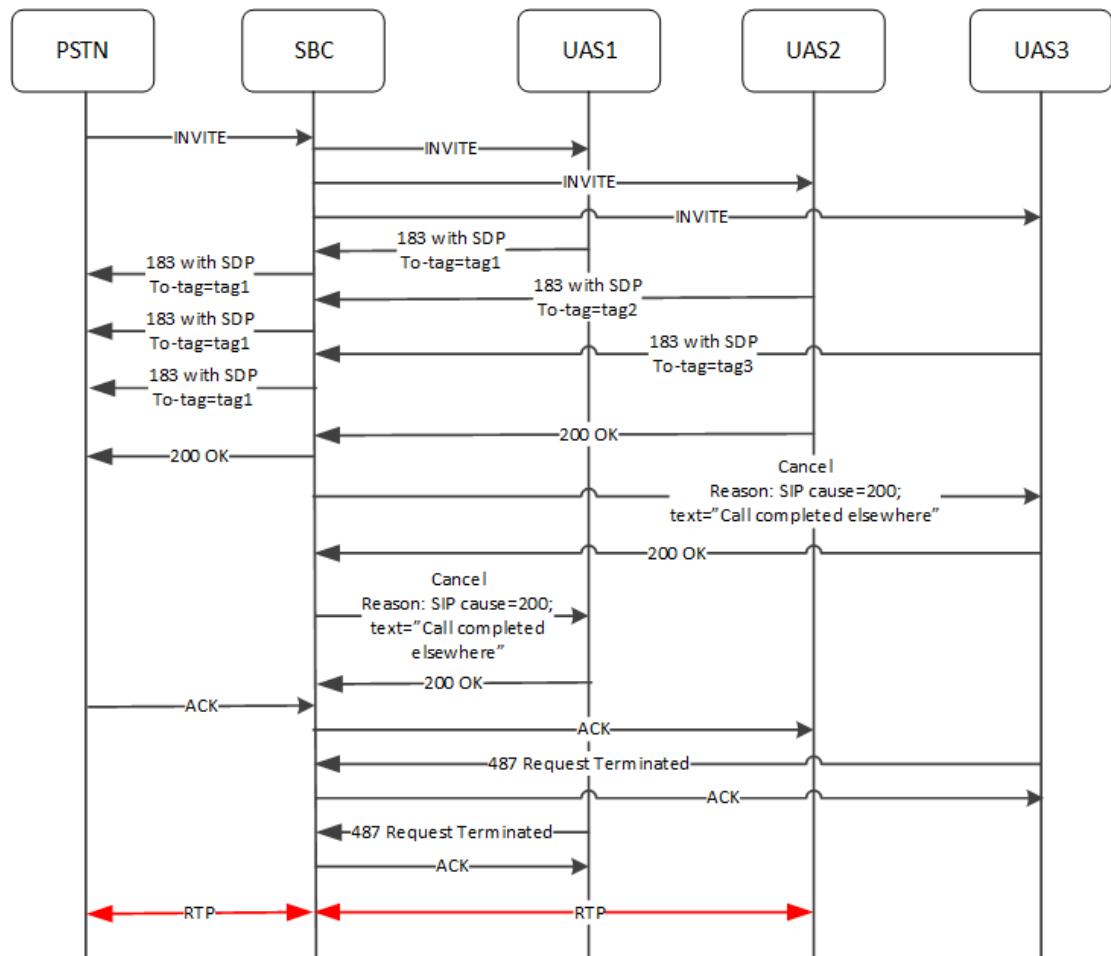 PSTN
SBC
UAS1
UAS2
UAS3
INVITE
INVITE
INVITE
INVITE
183 with SDP
To-tag=tag1
183 with SDP
To-tag=tag1
183 with SDP
To-tag=tag2
183 with SDP
To-tag=tag1
183 with SDP
To-tag=tag3
183 with SDP
To-tag=tag1
200 OK
200 OK
Cancel
Reason: SIP cause=200;
text=”Call completed elsewhere”
200 OK
Cancel
Reason: SIP cause=200;
text=”Call completed
elsewhere”
200 OK
ACK
ACK
487 Request Terminated
ACK
487 Request Terminated
ACK
RTP
RTP